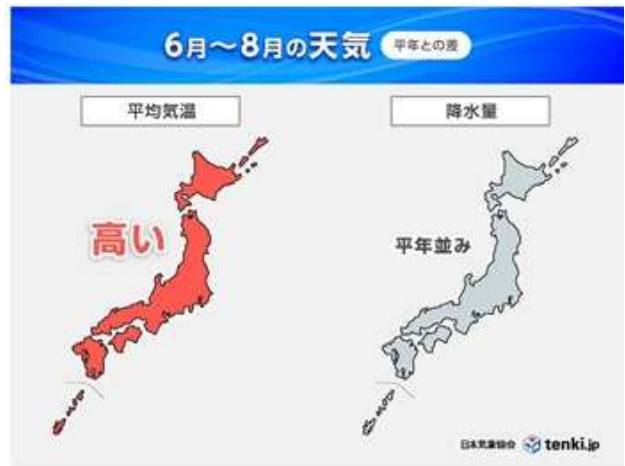 6月～8月の天気 平年との差
平均気温
降水量
高い
平年並み
日本気象協会 tenki.jp